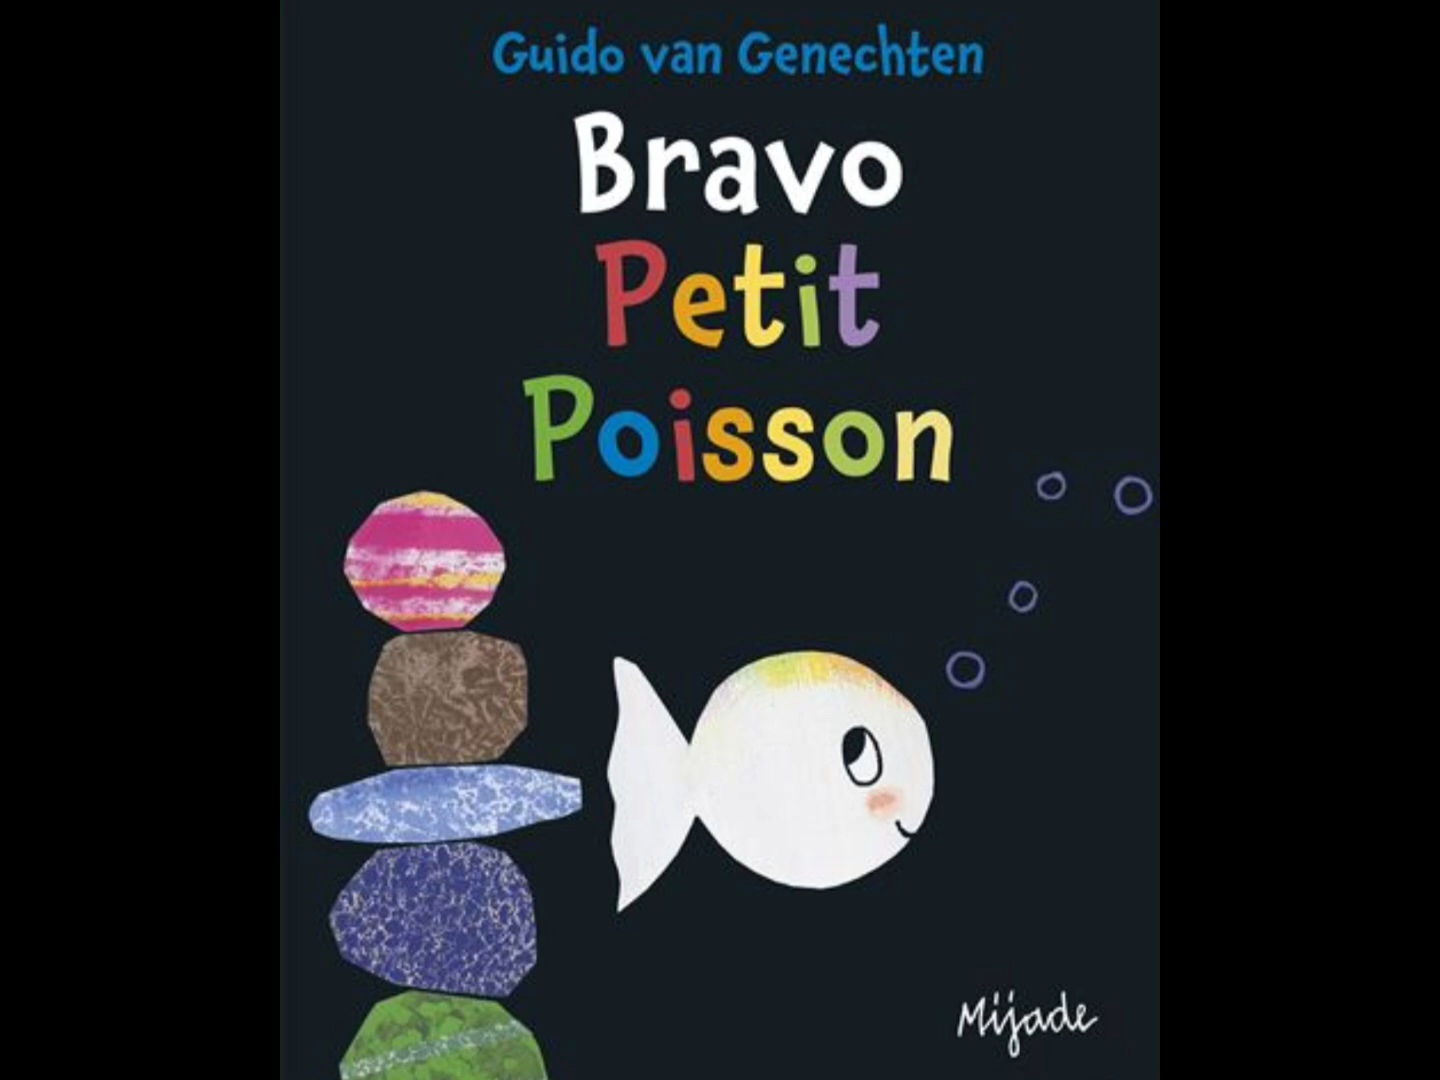 Guido van Genechten
Bravo
Petit
Poisson
Mijade